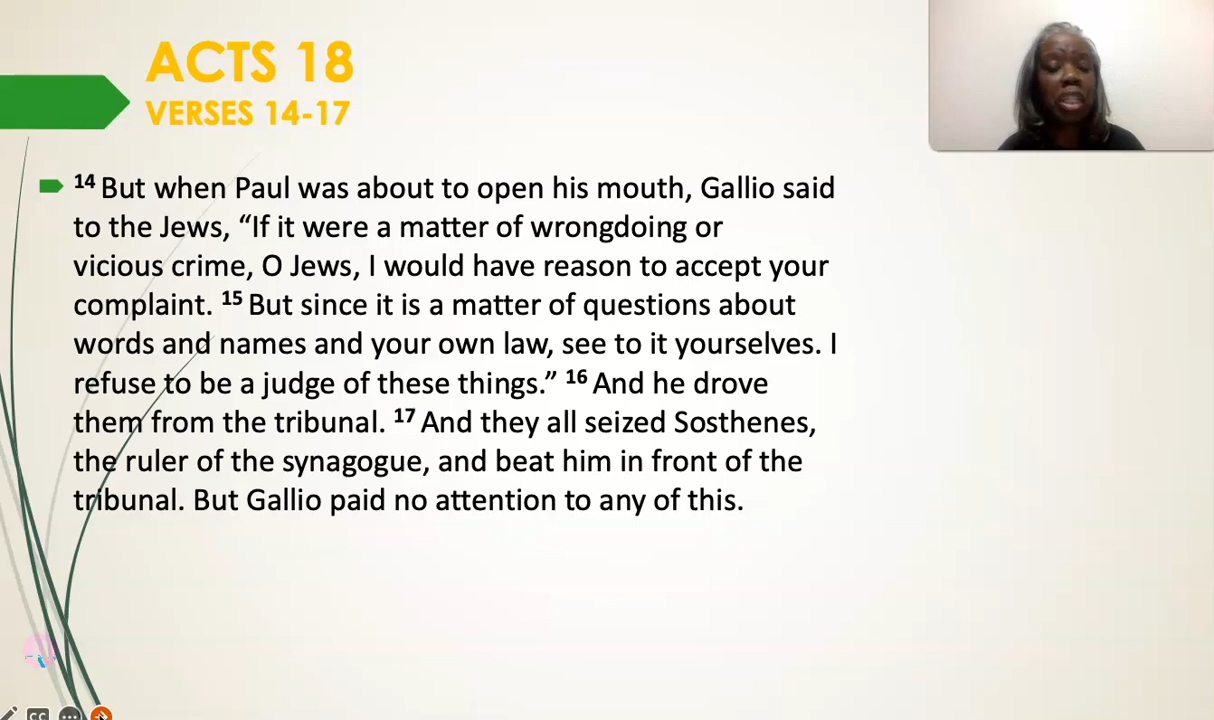 ACTS 18
VERSES 14-17
14 But when Paul was about to open his mouth, Gallio said
to the Jews, “If it were a matter of wrongdoing or
vicious crime, O Jews, I would have reason to accept your
complaint. 15 But since it is a matter of questions about
words and names and your own law, see to it yourselves. I
refuse to be a judge of these things.” 16 And he drove
them from the tribunal. 17 And they all seized Sosthenes,
the ruler of the synagogue, and beat him in front of the
tribunal. But Gallio paid no attention to any of this.
CC